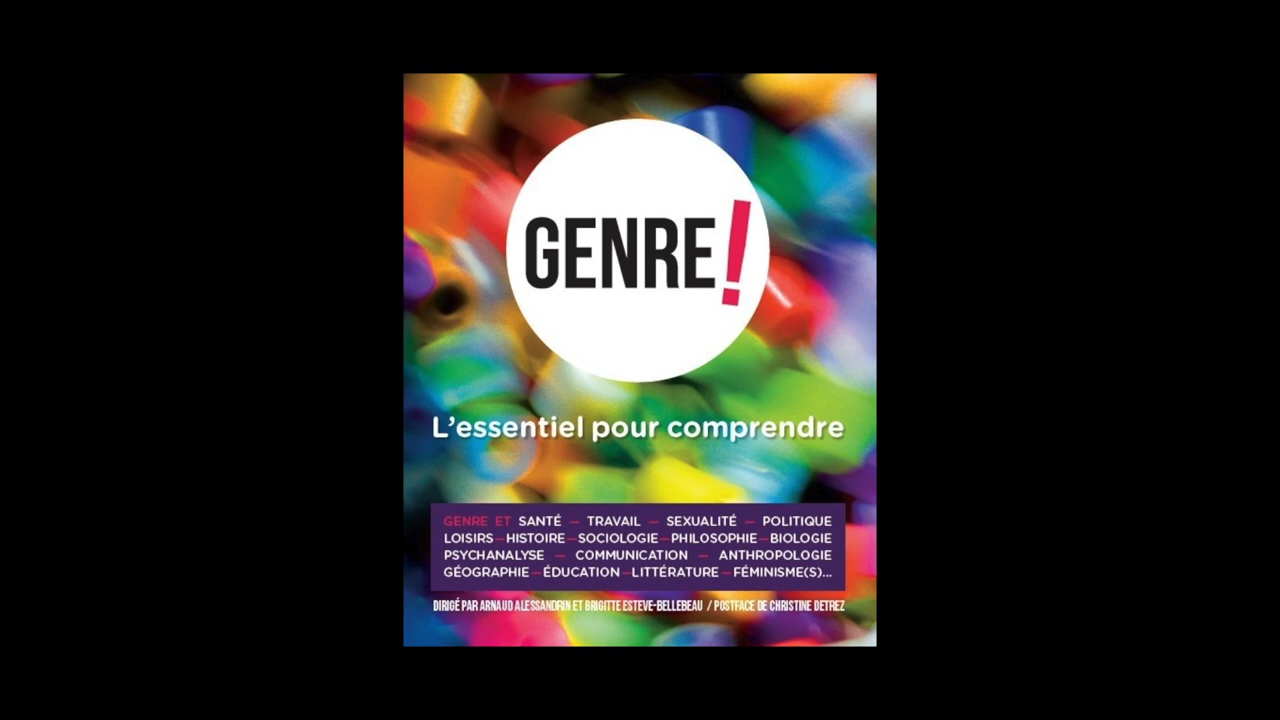 GENRE!
L'essentiel pour comprendre
GENRE ET SANTÉ — TRAVAIL — SEXUALITÉ — POLITIQUE
LOISIRS — HISTOIRE — SOCIOLOGIE — PHILOSOPHIE — BIOLOGIE
PSYCHANALYSE — COMMUNICATION — ANTHROPOLOGIE
GÉOGRAPHIE — ÉDUCATION — LITTÉRATURE — FÉMINISME(S)...
DIRIGÉ PAR ARNAUD ALESSANDRIN ET BRIGITTE ESTEVE-BELLEBEAU / POSTFACE DE CHRISTINE DETREZ